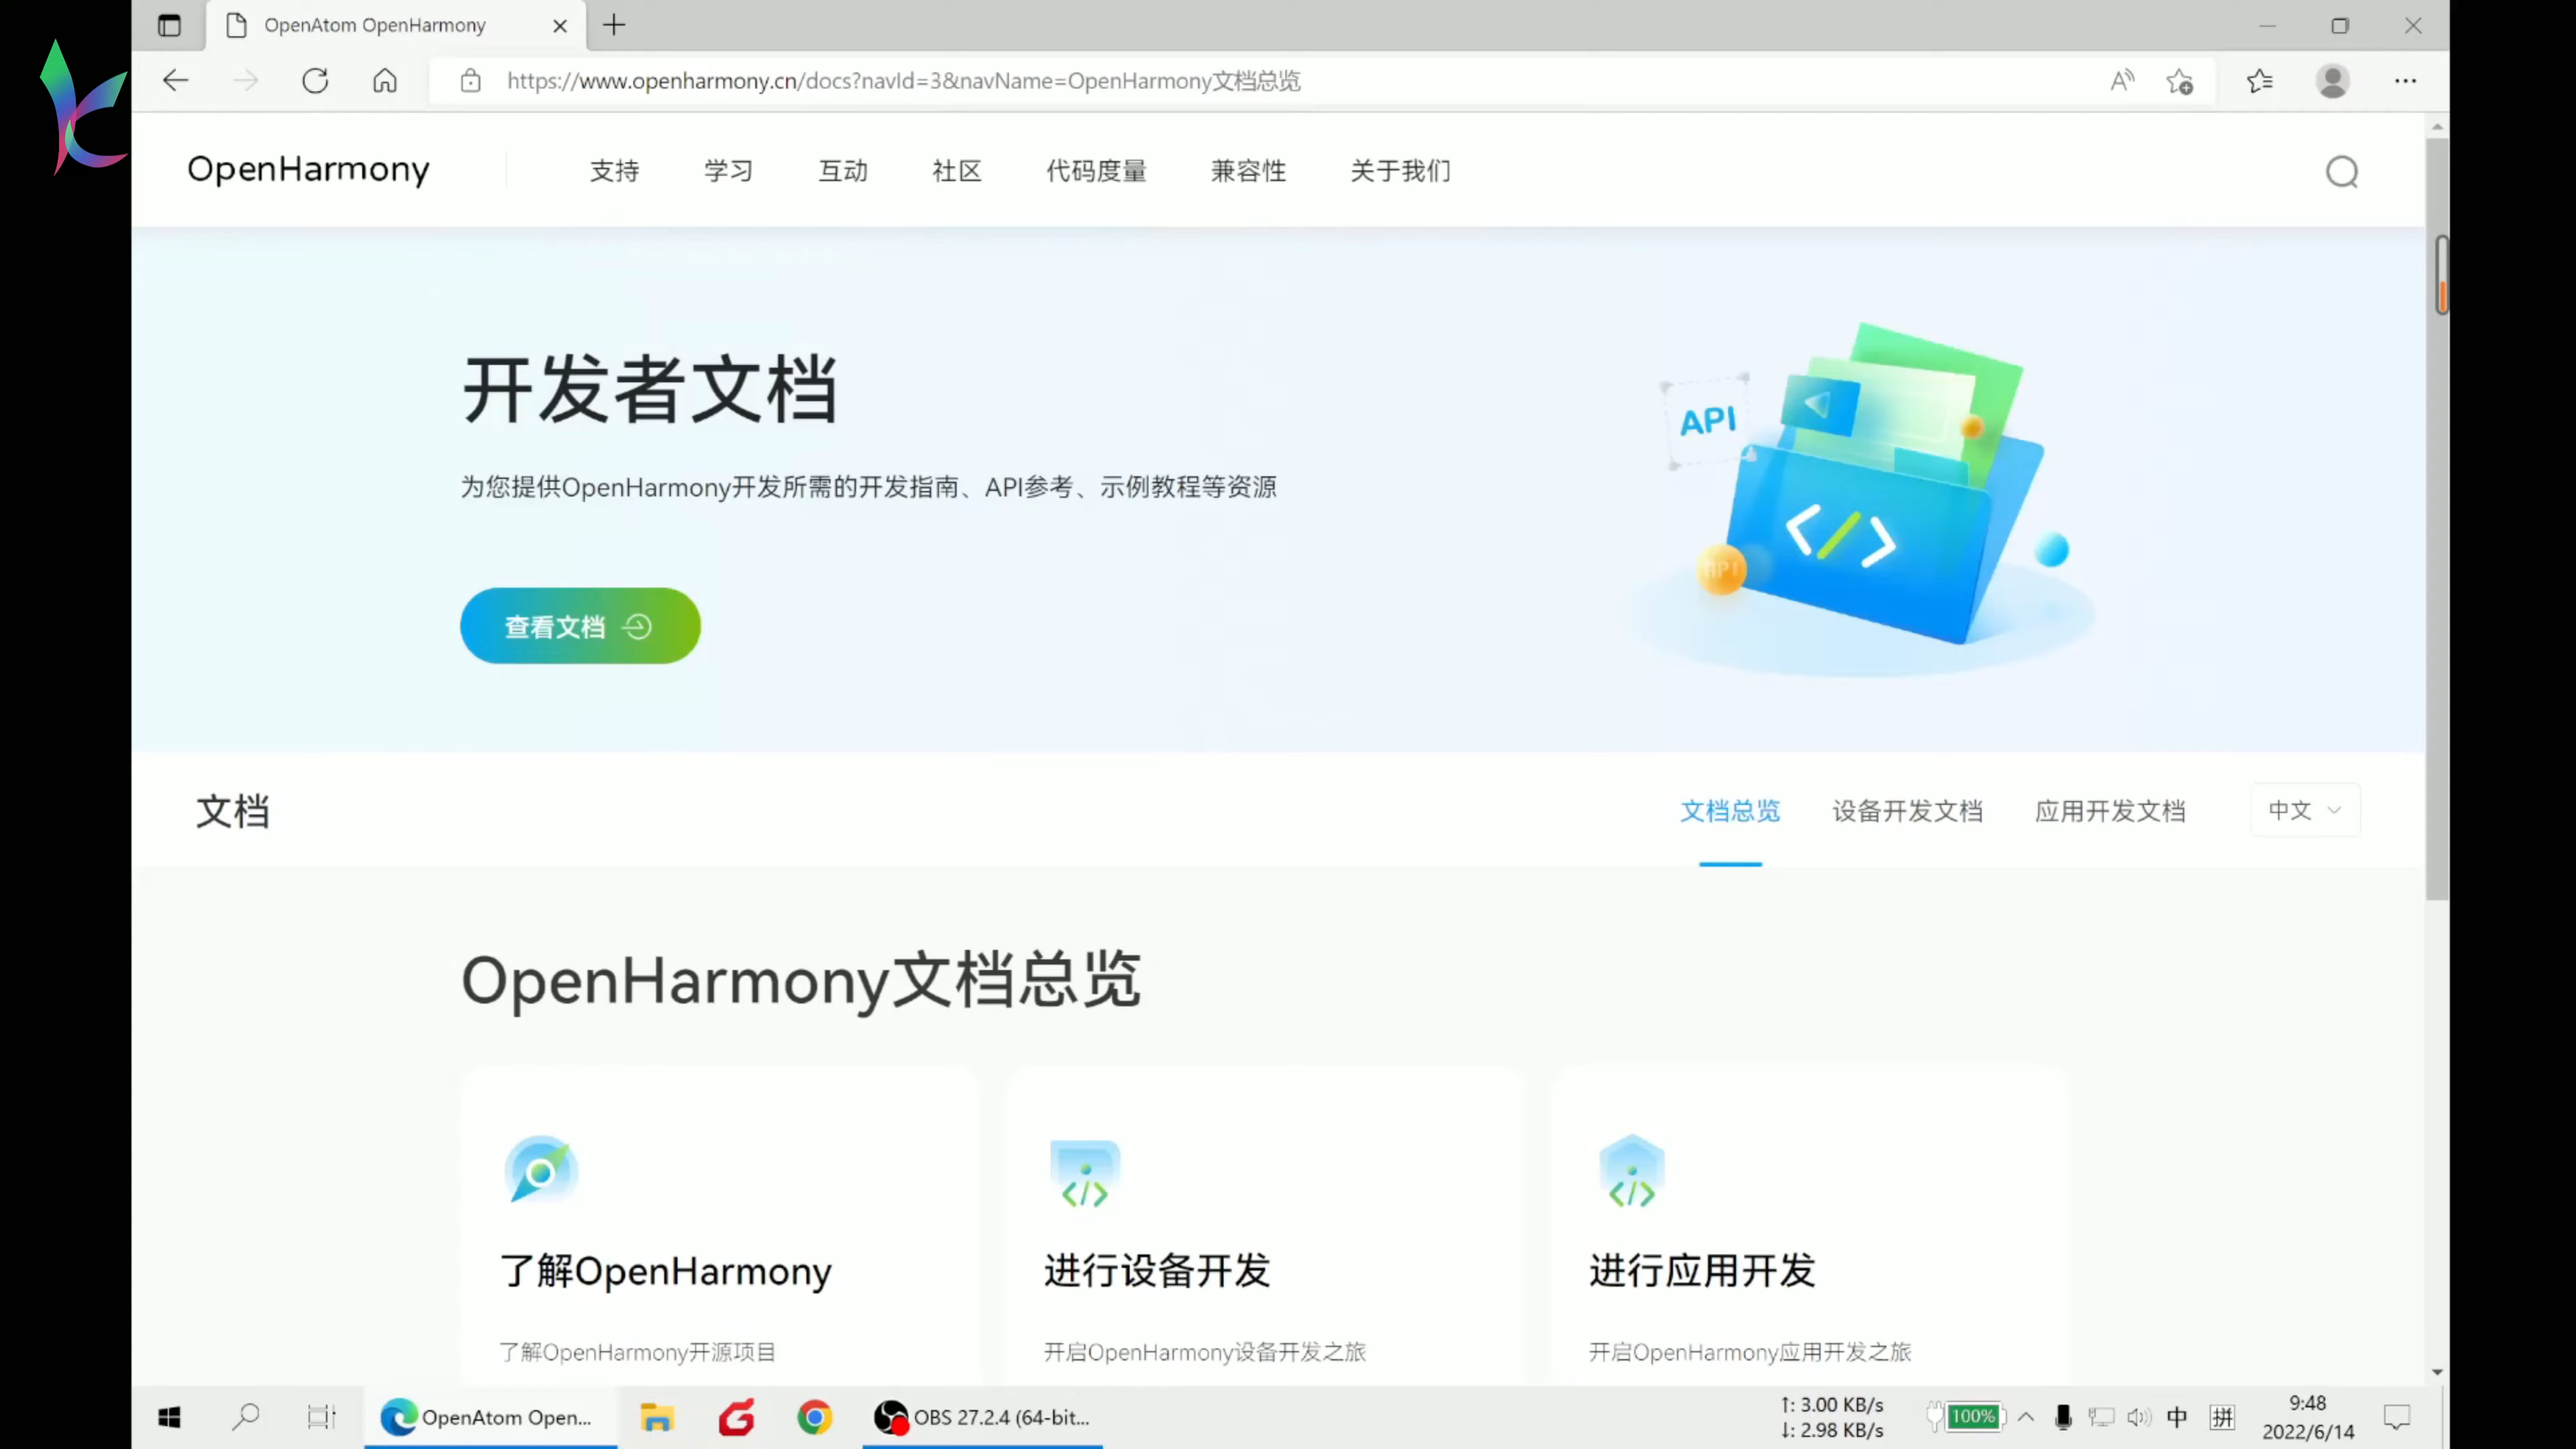 OpenAtom OpenHarmony
https://www.openharmony.cn/docs?navId=3&navName=OpenHarmony文档总览
OpenHarmony 支持 学习 互动 社区 代码度量 兼容性 关于我们
开发者文档
API
为您提供OpenHarmony开发所需的开发指南、API参考、示例教程等资源
</>
API
查看文档
文档 文档总览 设备开发文档 应用开发文档 中文
OpenHarmony文档总览
</> </>
了解OpenHarmony 进行设备开发 进行应用开发
了解OpenHarmony开源项目 开启OpenHarmony设备开发之旅 开启OpenHarmony应用开发之旅
OpenAtom Open... OBS 27.2.4 (64-bit...
↑: 3.00 KB/s
↓: 2.98 KB/s
100% 中 拼
9:48
2022/6/14